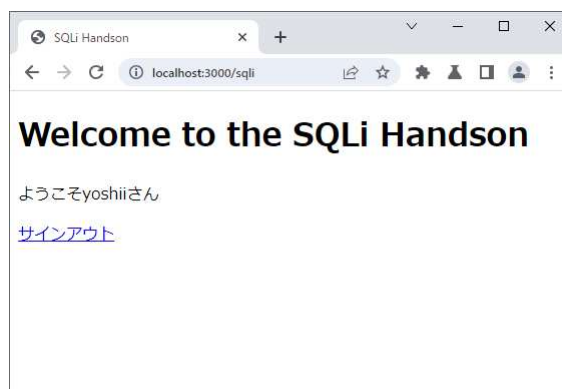 SQLi Handson
localhost:3000/sqli
Welcome to the SQLi Handson
ようこそyoshiiさん
サインアウト